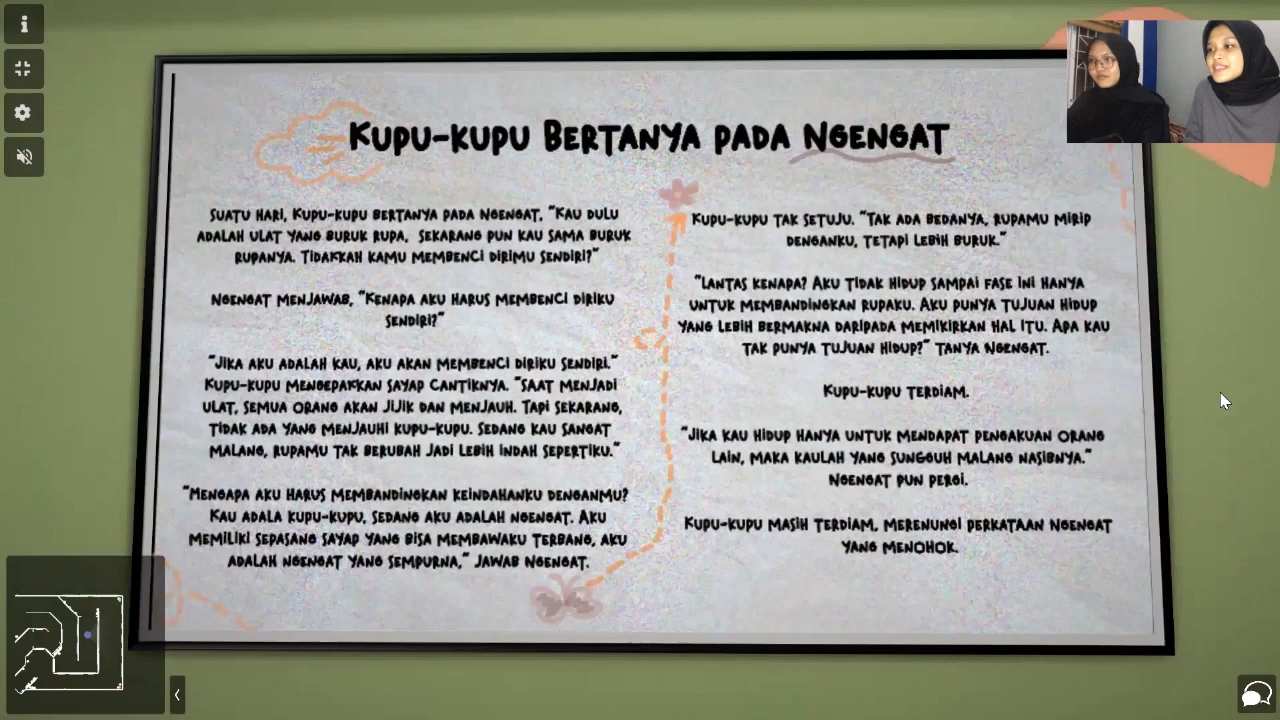 KUPU-KUPU BERTANYA PADA NGENGAT
SUATU HARI, KUPU-KUPU BERTANYA PADA NGENGAT, "KAU DULU
ADALAH ULAT YANG BURUK RUPA, SEKARANG PUN KAU SAMA BURUK
RUPANYA. TIDAKKAH KAMU MEMBENCI DIRIMU SENDIRI?"
NGENGAT MENJAWAB, "KENAPA AKU HARUS MEMBENCI DIRIKU
SENDIRI?"
"JIKA AKU ADALAH KAU, AKU AKAN MEMBENCI DIRIKU SENDIRI."
KUPU-KUPU MENGEPAKKAN SAYAP CANTIKNYA. "SAAT MENJADI
ULAT, SEMUA ORANG AKAN JIJIK DAN MENJAUH. TAPI SEKARANG,
TIDAK ADA YANG MENJAUHI KUPU-KUPU. SEDANG KAU SANGAT
MALANG, RUPAMU TAK BERUBAH JADI LEBIH INDAH SEPERTIKU."
"MENGAPA AKU HARUS MEMBANDINGKAN KEINDAHANKU DENGANMU?
KAU ADALA KUPU-KUPU, SEDANG AKU ADALAH NGENGAT. AKU
MEMILIKI SEPASANG SAYAP YANG BISA MEMBAWAKU TERBANG, AKU
ADALAH NGENGAT YANG SEMPURNA," JAWAB NGENGAT.
KUPU-KUPU TAK SETUJU. "TAK ADA BEDANYA, RUPAMU MIRIP
DENGANKU, TETAPI LEBIH BURUK."
"LANTAS KENAPA? AKU TIDAK HIDUP SAMPAI FASE INI HANYA
UNTUK MEMBANDINGKAN RUPAKU. AKU PUNYA TUJUAN HIDUP
YANG LEBIH BERMAKNA DARIPADA MEMIKIRKAN HAL ITU. APA KAU
TAK PUNYA TUJUAN HIDUP?" TANYA NGENGAT.
KUPU-KUPU TERDIAM.
"JIKA KAU HIDUP HANYA UNTUK MENDAPAT PENGAKUAN ORANG
LAIN, MAKA KAULAH YANG SUNGGUH MALANG NASIBNYA."
NGENGAT PUN PERGI.
KUPU-KUPU MASIH TERDIAM, MERENUNGI PERKATAAN NGENGAT
YANG MENOHOK.